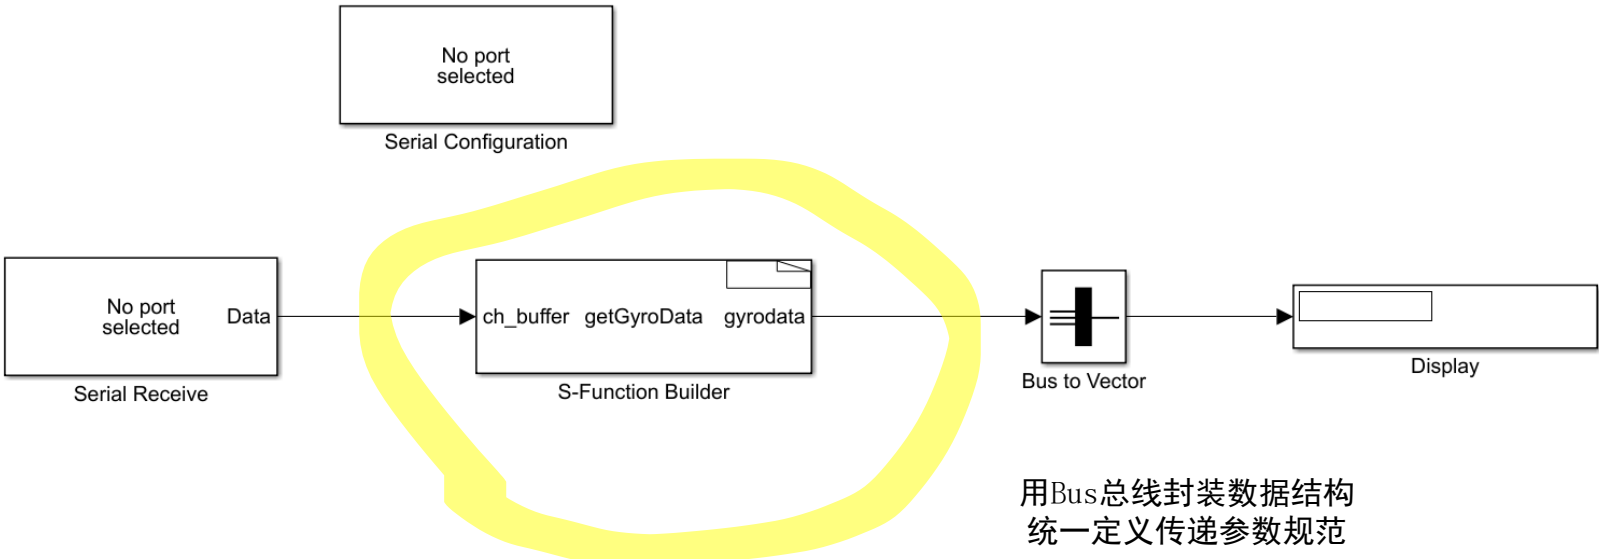 No port
selected
Serial Configuration
No port
selected
Data
Serial Receive
ch_buffer getGyroData gyrodata
S-Function Builder
Bus to Vector
Display
用Bus总线封装数据结构
统一定义传递参数规范